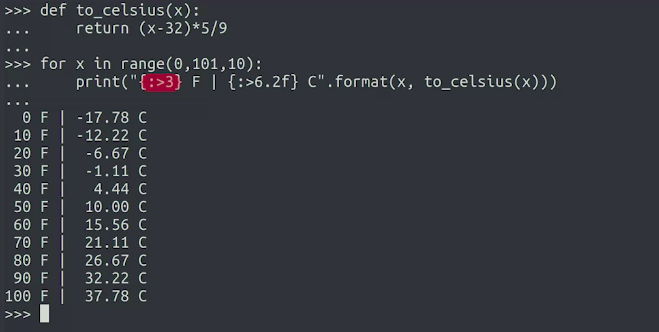 >>> def to_celsius(x):
...     return (x-32)*5/9
...
>>> for x in range(0,101,10):
...     print("{:>3} F | {:>6.2f} C".format(x, to_celsius(x)))
...
  0 F | -17.78 C
 10 F | -12.22 C
 20 F |  -6.67 C
 30 F |  -1.11 C
 40 F |   4.44 C
 50 F |  10.00 C
 60 F |  15.56 C
 70 F |  21.11 C
 80 F |  26.67 C
 90 F |  32.22 C
100 F |  37.78 C
>>>